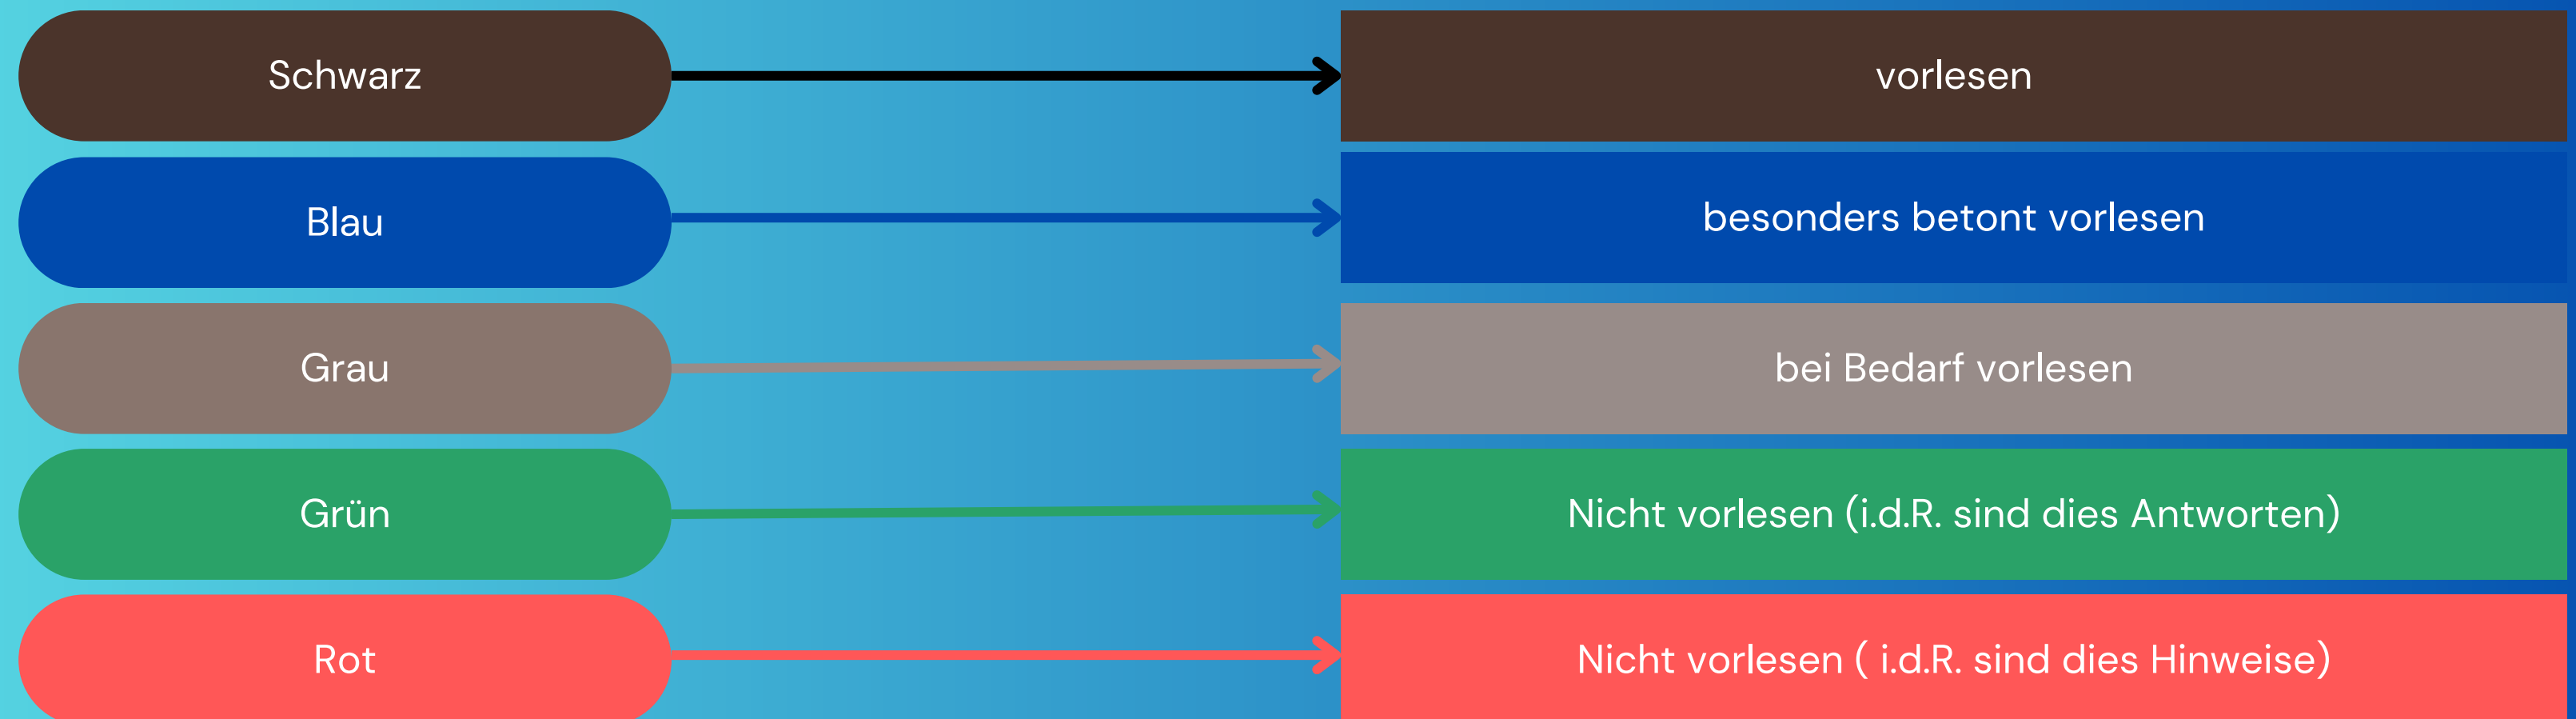 Schwarz
vorlesen
Blau
besonders betont vorlesen
Grau
bei Bedarf vorlesen
Grün
Nicht vorlesen (i.d.R. sind dies Antworten)
Rot
Nicht vorlesen ( i.d.R. sind dies Hinweise)